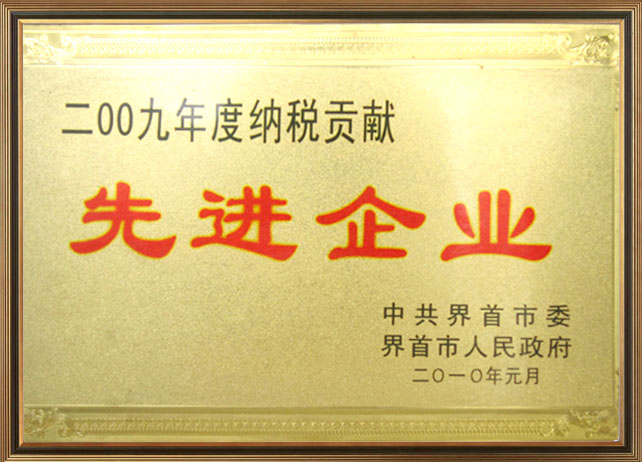 二00九年度纳税贡献
先进企业
中共界首市委
界首市人民政府
二〇一〇年元月